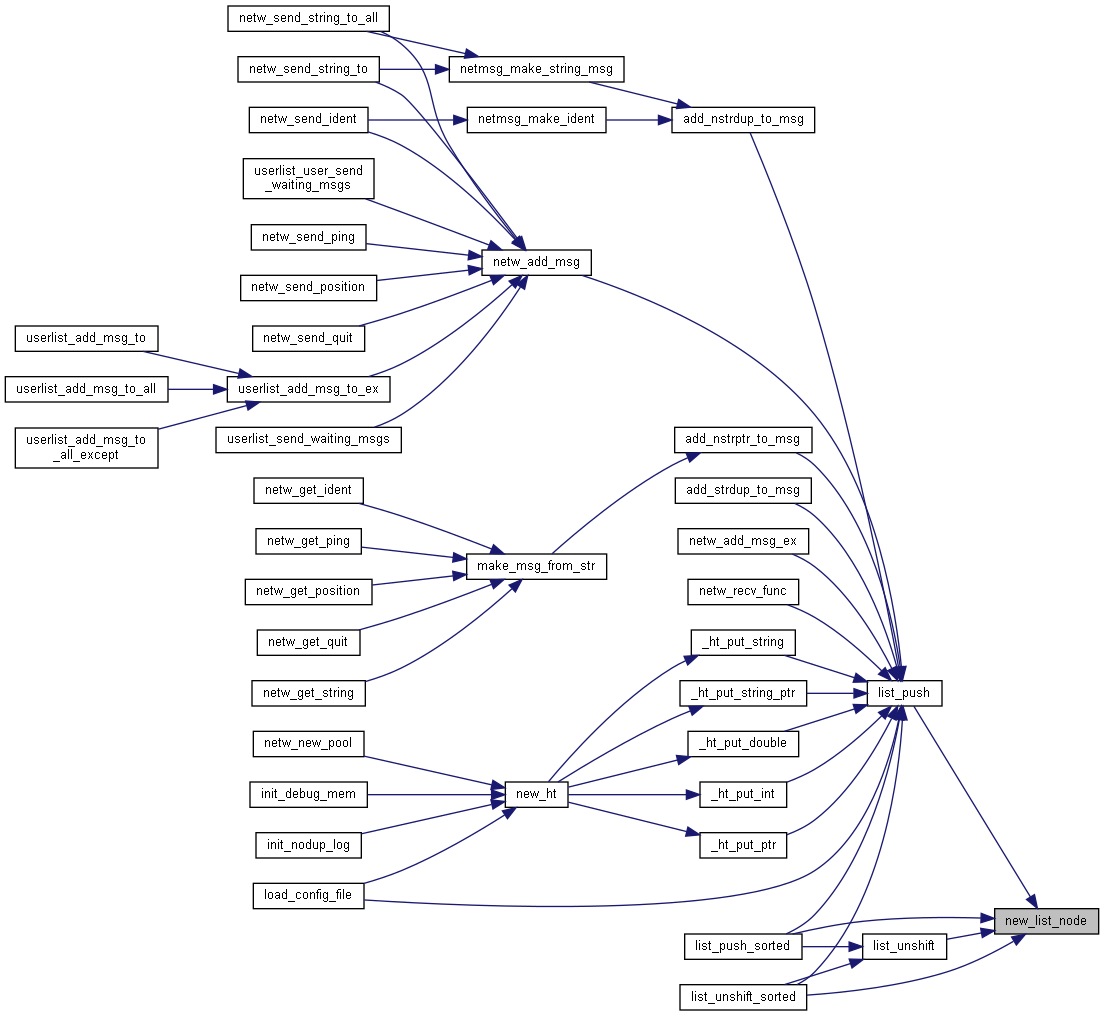 netw_send_string_to_all
netw_send_string_to
netmsg_make_string_msg
netw_send_ident
netmsg_make_ident
add_nstrdup_to_msg
userlist_user_send
_waiting_msgs
netw_send_ping
netw_add_msg
netw_send_position
netw_send_quit
userlist_add_msg_to
userlist_add_msg_to_all
userlist_add_msg_to_ex
userlist_add_msg_to
_all_except
userlist_send_waiting_msgs
add_nstrptr_to_msg
netw_get_ident
add_strdup_to_msg
netw_get_ping
netw_add_msg_ex
make_msg_from_str
netw_get_position
netw_recv_func
netw_get_quit
_ht_put_string
netw_get_string
_ht_put_string_ptr
list_push
netw_new_pool
_ht_put_double
init_debug_mem
new_ht
_ht_put_int
init_nodup_log
_ht_put_ptr
load_config_file
new_list_node
list_push_sorted
list_unshift
list_unshift_sorted